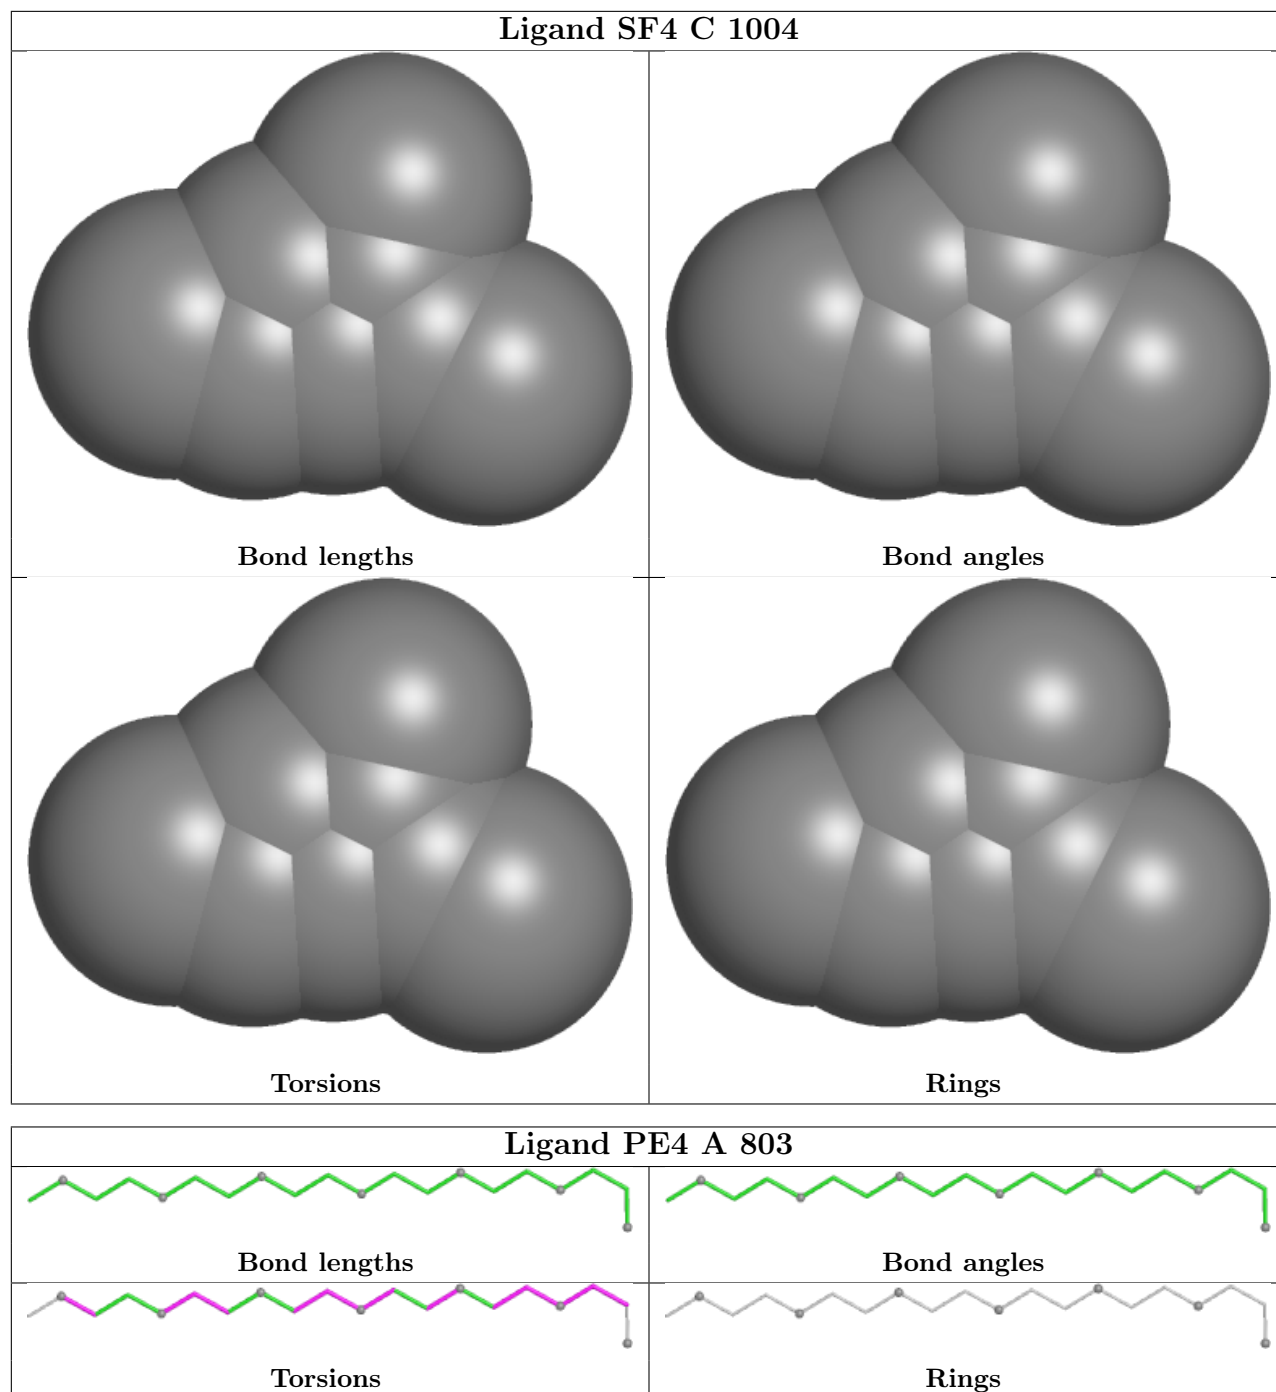 Ligand SF4 C 1004
Bond lengths
Bond angles
Torsions
Rings
Ligand PE4 A 803
Bond lengths
Bond angles
Torsions
Rings